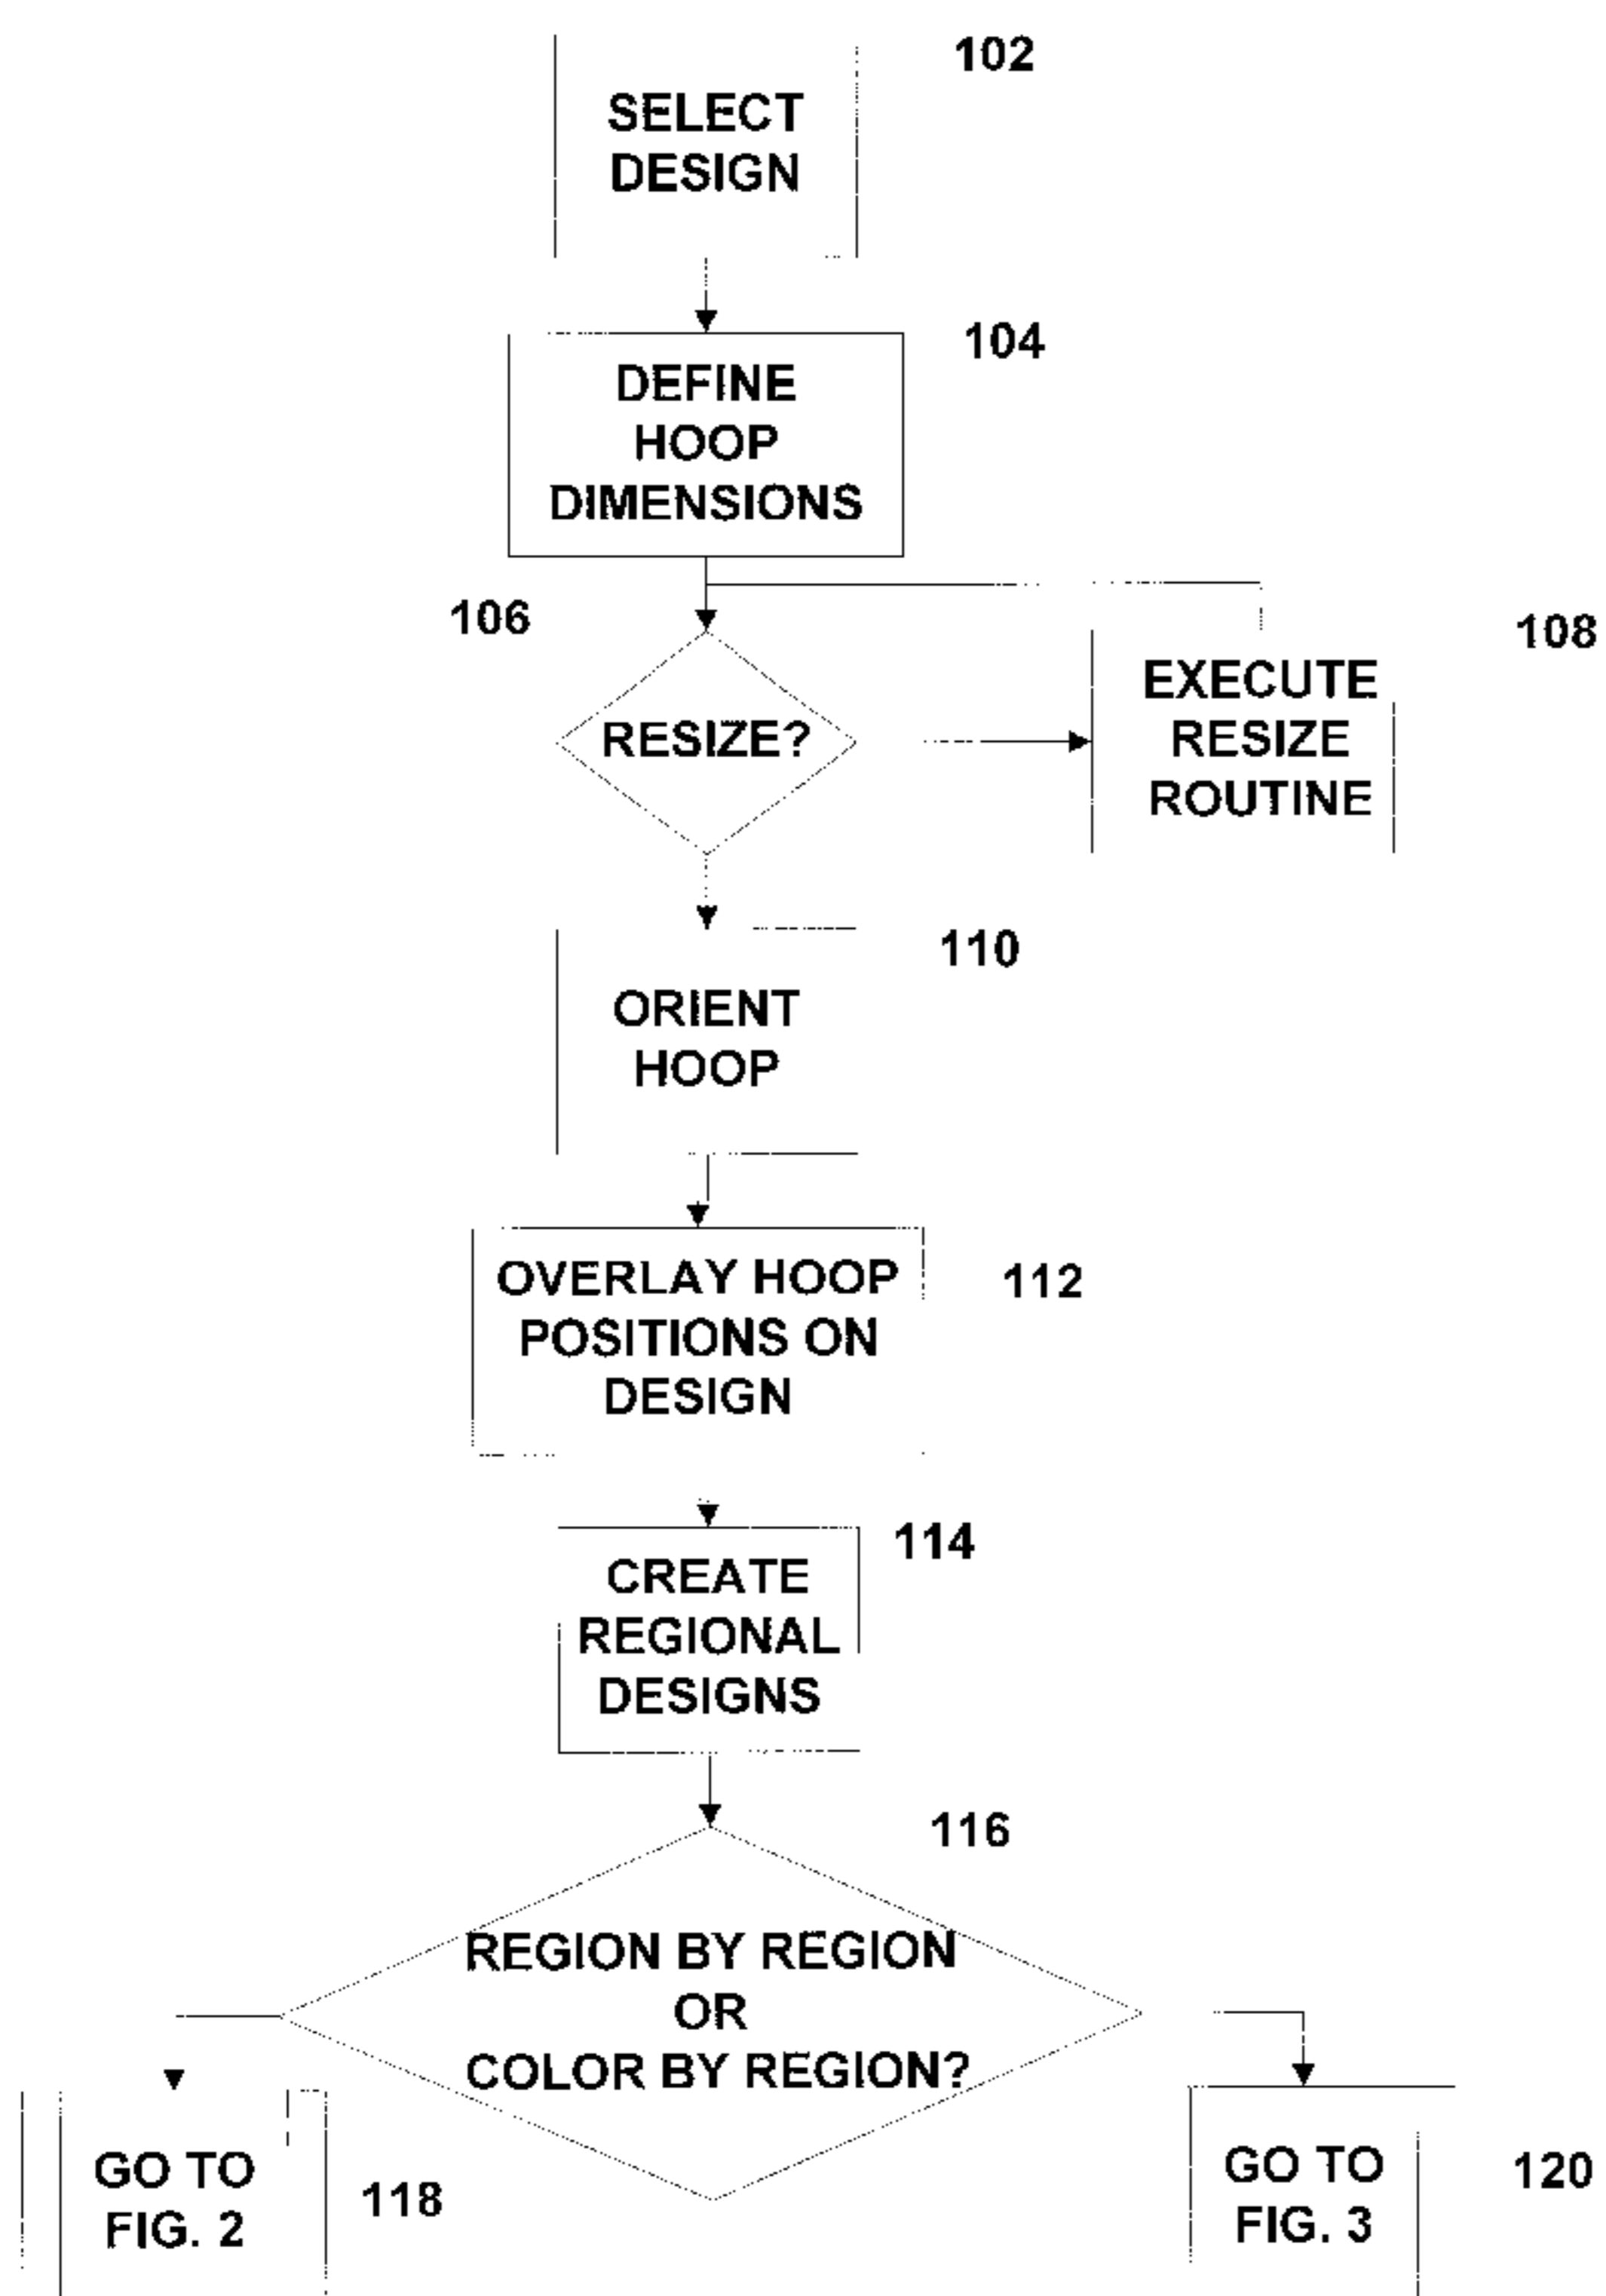 102
SELECT
DESIGN
104
DEFINE
HOOP
DIMENSIONS
106
RESIZE?
108
EXECUTE
RESIZE
ROUTINE
110
ORIENT
HOOP
112
OVERLAY HOOP
POSITIONS ON
DESIGN
114
CREATE
REGIONAL
DESIGNS
116
REGION BY REGION
OR
COLOR BY REGION?
GO TO
FIG. 2
118
GO TO
FIG. 3
120